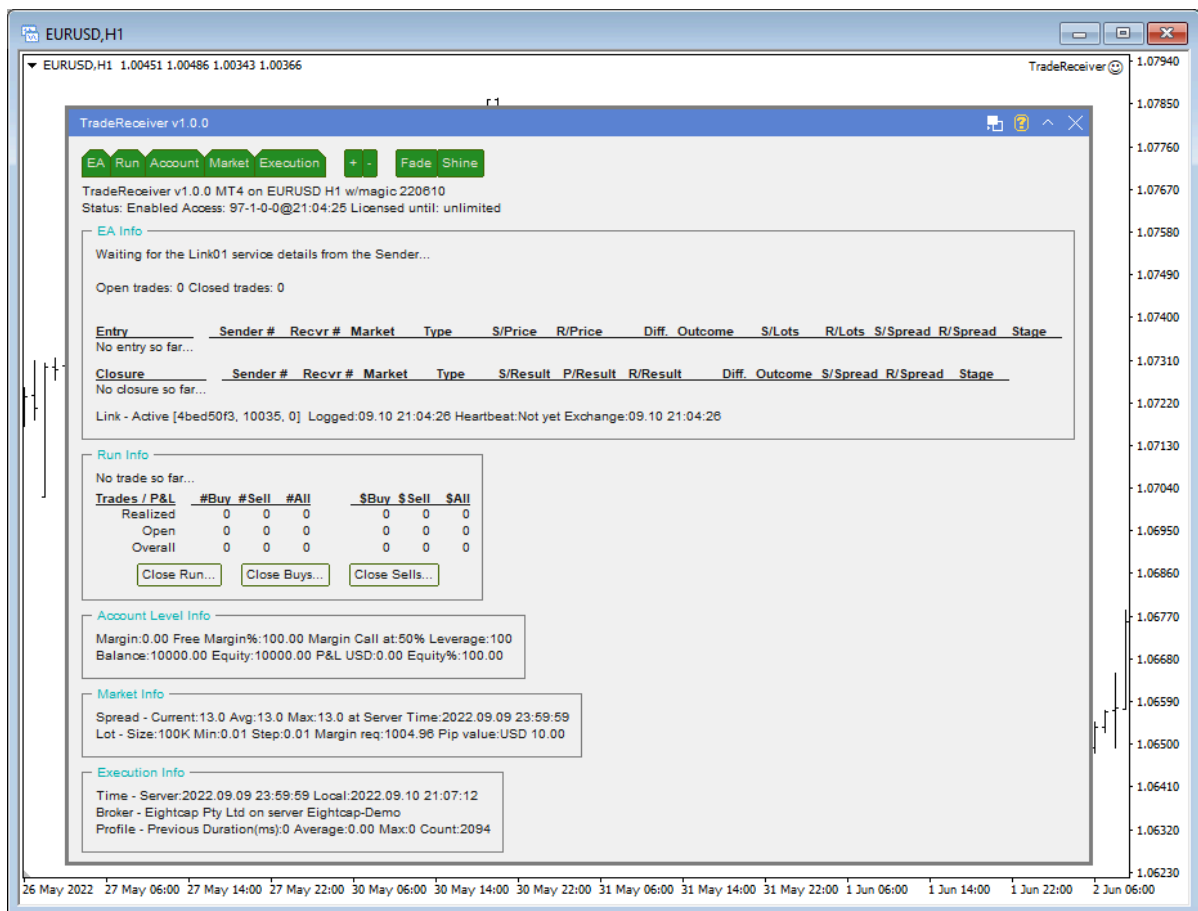 EURUSD,H1
EURUSD,H1 1.00451 1.00486 1.00343 1.00366
TradeReceiver
1.07940
1.07850
1.07760
1.07670
1.07580
1.07490
1.07400
1.07310
1.07220
1.07130
1.07040
1.06950
1.06860
1.06770
1.06680
1.06590
1.06500
1.06410
1.06320
1.06230
TradeReceiver v1.0.0
?
EA Run Account Market Execution + - Fade Shine
TradeReceiver v1.0.0 MT4 on EURUSD H1 w/magic 220610
Status: Enabled Access: 97-1-0-0@21:04:25 Licensed until: unlimited
EA Info
Waiting for the Link01 service details from the Sender...
Open trades: 0 Closed trades: 0
Entry Sender # Recvr # Market Type S/Price R/Price Diff. Outcome S/Lots R/Lots S/Spread R/Spread Stage
No entry so far...
Closure Sender # Recvr # Market Type S/Result P/Result R/Result Diff. Outcome S/Spread R/Spread Stage
No closure so far...
Link - Active [4bed50f3, 10035, 0] Logged:09.10 21:04:26 Heartbeat:Not yet Exchange:09.10 21:04:26
Run Info
No trade so far...
Trades / P&L #Buy #Sell #All $Buy $Sell $All
Realized 0 0 0 0 0 0
Open 0 0 0 0 0 0
Overall 0 0 0 0 0 0
Close Run... Close Buys... Close Sells...
Account Level Info
Margin:0.00 Free Margin%:100.00 Margin Call at:50% Leverage:100
Balance:10000.00 Equity:10000.00 P&L USD:0.00 Equity%:100.00
Market Info
Spread - Current:13.0 Avg:13.0 Max:13.0 at Server Time:2022.09.09 23:59:59
Lot - Size:100K Min:0.01 Step:0.01 Margin req:1004.96 Pip value:USD 10.00
Execution Info
Time - Server:2022.09.09 23:59:59 Local:2022.09.10 21:07:12
Broker - Eightcap Pty Ltd on server Eightcap-Demo
Profile - Previous Duration(ms):0 Average:0.00 Max:0 Count:2094
26 May 2022 27 May 06:00 27 May 14:00 27 May 22:00 30 May 06:00 30 May 14:00 30 May 22:00 31 May 06:00 31 May 14:00 31 May 22:00 1 Jun 06:00 1 Jun 14:00 1 Jun 22:00 2 Jun 06:00